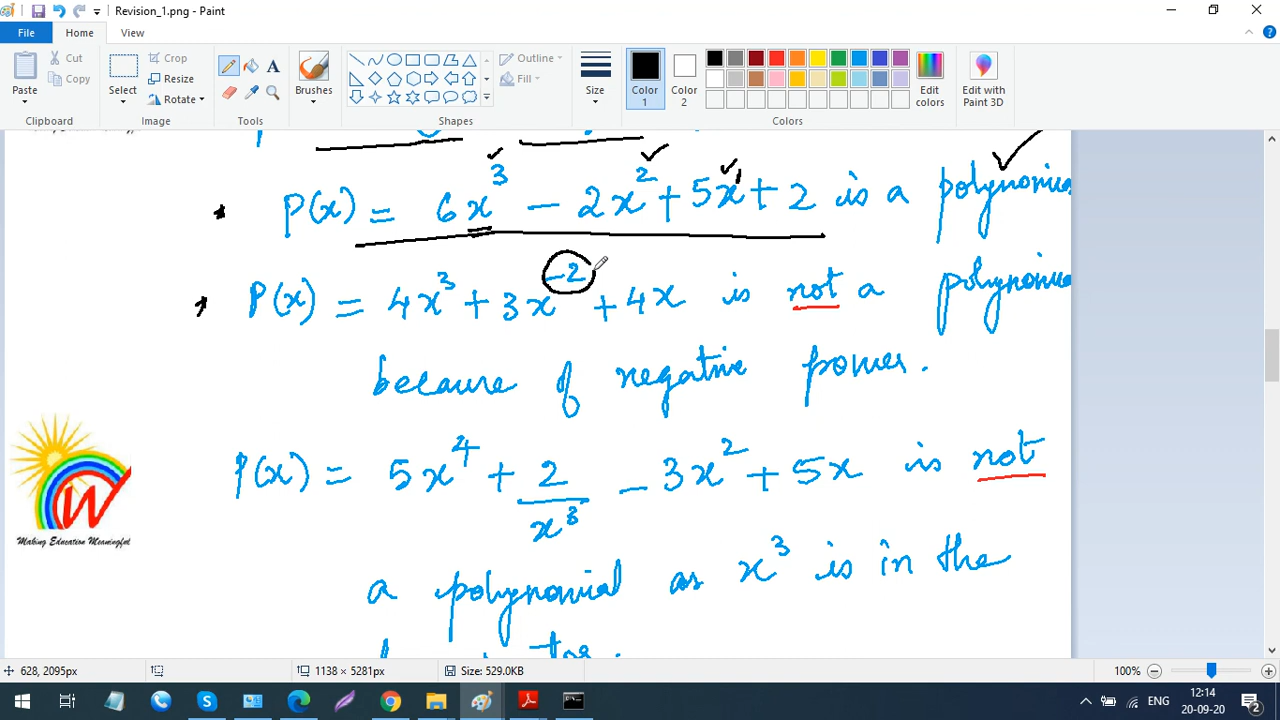 Revision_1.png - Paint
File Home View
Cut Crop Outline
Copy Resize Fill Edit Edit with
Paste Select Rotate Brushes Size Color 1 Color 2 colors Paint 3D
Clipboard Image Tools Shapes Colors
P(x) = 6x³ - 2x² + 5x¹ + 2 is a
P(x) = 4x³ + 3x⁻² + 4x is not a
because of negative power.
P(x) = 5x⁴ + 2/x³ - 3x² + 5x is not
a polynomial as x³ is in the
MAKING EDUCATION MEANINGFUL
628, 2095px 1138 × 5281px Size: 529.0KB 100%
ENG 12:14
20-09-20 2